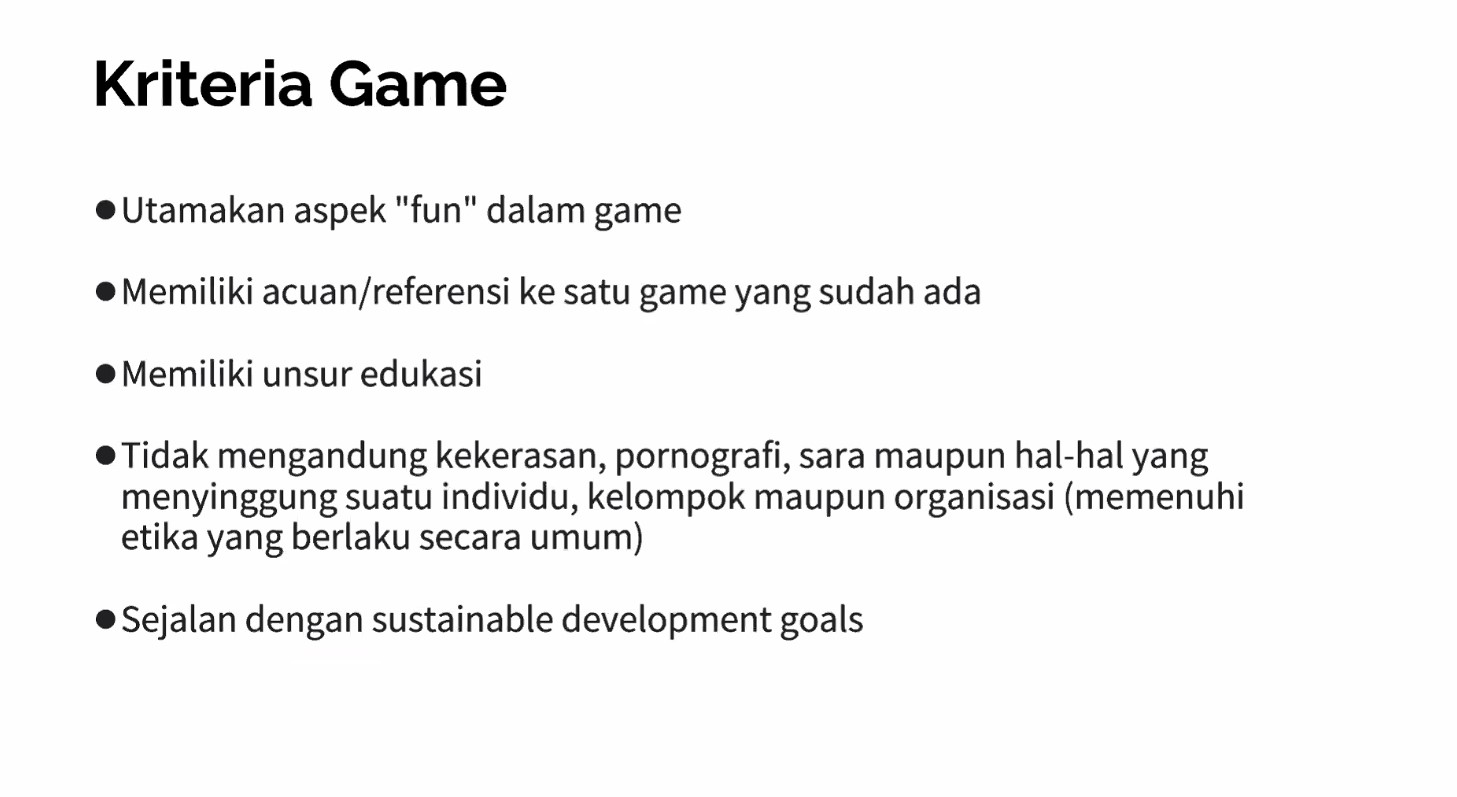 Kriteria Game
●Utamakan aspek "fun" dalam game
●Memiliki acuan/referensi ke satu game yang sudah ada
●Memiliki unsur edukasi
●Tidak mengandung kekerasan, pornografi, sara maupun hal-hal yang
menyinggung suatu individu, kelompok maupun organisasi (memenuhi
etika yang berlaku secara umum)
●Sejalan dengan sustainable development goals